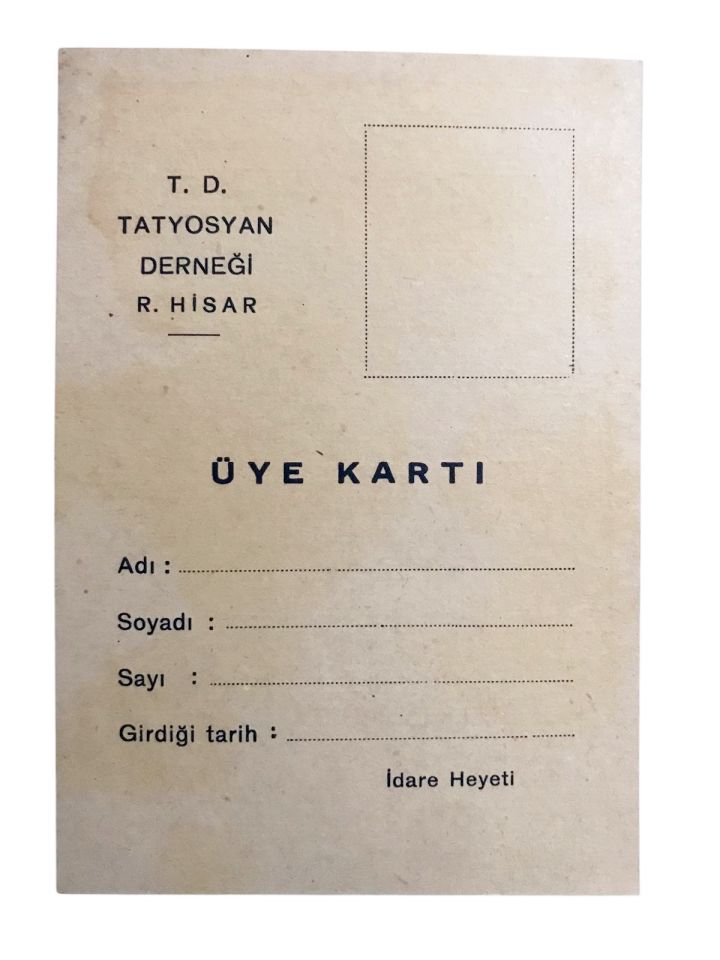 T. D.
TATYOSYAN
DERNEĞİ
R. HİSAR
ÜYE KARTI
Adı :
Soyadı :
Sayı :
Girdiği tarih :
İdare Heyeti